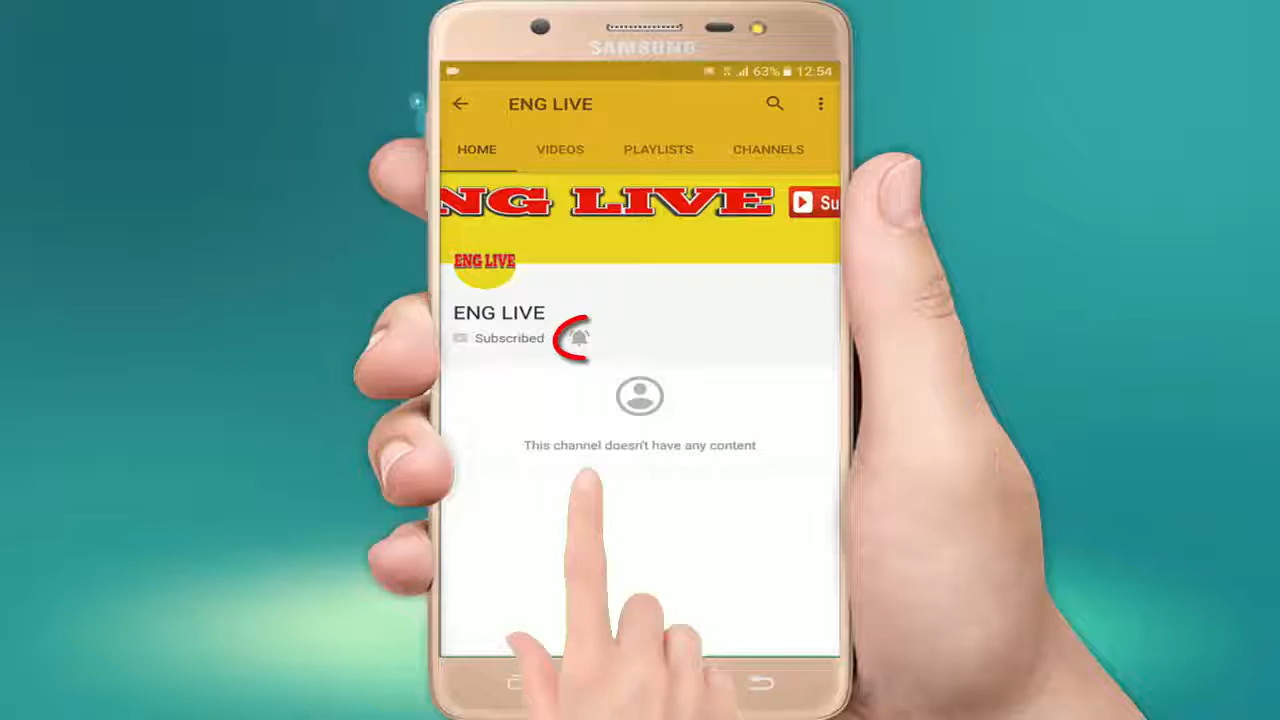 SAMSUNG
63% 12:54
ENG LIVE
HOME VIDEOS PLAYLISTS CHANNELS
NG LIVE Su
ENG LIVE
ENG LIVE
Subscribed
This channel doesn't have any content